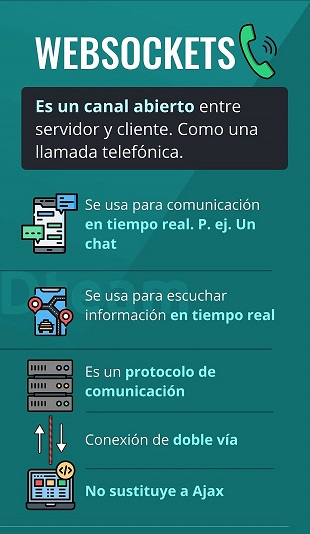 WEBSOCKETS
Es un canal abierto entre
servidor y cliente. Como una
llamada telefónica.
Se usa para comunicación
en tiempo real. P. ej. Un
chat
Se usa para escuchar
información en tiempo real
Es un protocolo de
comunicación
Conexión de doble vía
No sustituye a Ajax